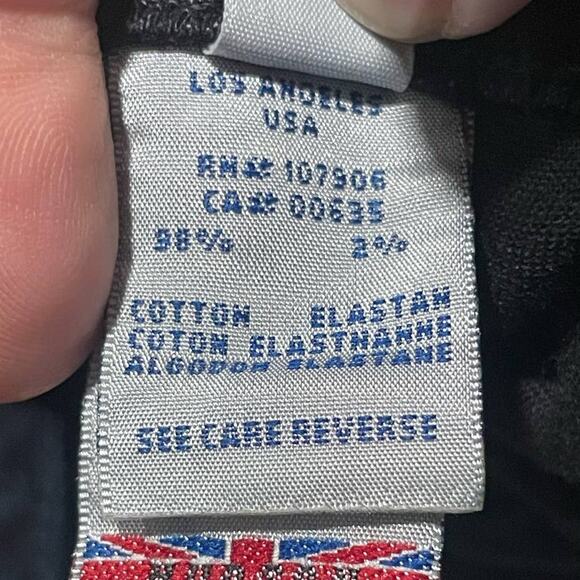 LOS ANGELES
USA
RN# 107906
CA# 00635
98% 2%
COTTON ELASTAN
COTON ELASTHANNE
ALGODON ELASTANE
SEE CARE REVERSE